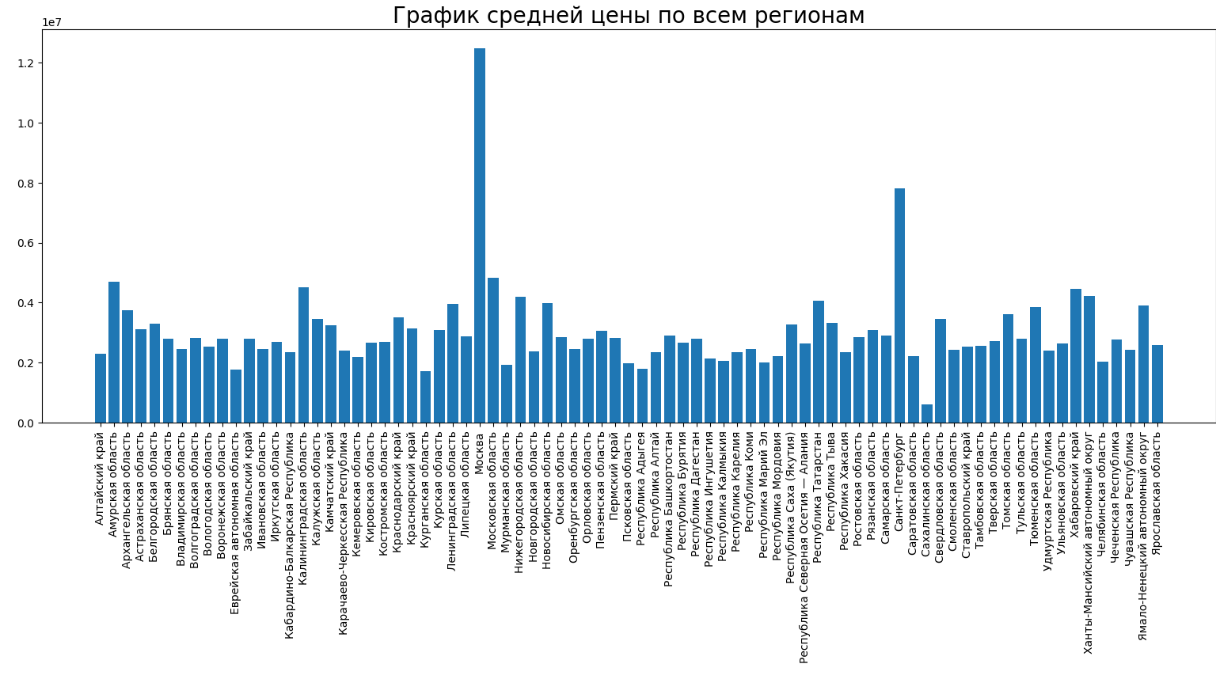 График средней цены по всем регионам
1e7
1.2
1.0
0.8
0.6
0.4
0.2
0.0
Алтайский край
Амурская область
Архангельская область
Астраханская область
Белгородская область
Брянская область
Владимирская область
Волгоградская область
Вологодская область
Воронежская область
Еврейская автономная область
Забайкальский край
Ивановская область
Иркутская область
Кабардино-Балкарская Республика
Калининградская область
Калужская область
Камчатский край
Карачаево-Черкесская Республика
Кемеровская область
Кировская область
Костромская область
Краснодарский край
Красноярский край
Курганская область
Курская область
Ленинградская область
Липецкая область
Москва
Московская область
Мурманская область
Нижегородская область
Новгородская область
Новосибирская область
Омская область
Оренбургская область
Орловская область
Пензенская область
Пермский край
Псковская область
Республика Адыгея
Республика Алтай
Республика Башкортостан
Республика Бурятия
Республика Дагестан
Республика Ингушетия
Республика Калмыкия
Республика Карелия
Республика Коми
Республика Марий Эл
Республика Мордовия
Республика Саха (Якутия)
Республика Северная Осетия — Алания
Республика Татарстан
Республика Тыва
Республика Хакасия
Ростовская область
Рязанская область
Самарская область
Санкт-Петербург
Саратовская область
Сахалинская область
Свердловская область
Смоленская область
Ставропольский край
Тамбовская область
Тверская область
Томская область
Тульская область
Тюменская область
Удмуртская Республика
Ульяновская область
Хабаровский край
Ханты-Мансийский автономный округ
Челябинская область
Чеченская Республика
Чувашская Республика
Ямало-Ненецкий автономный округ
Ярославская область